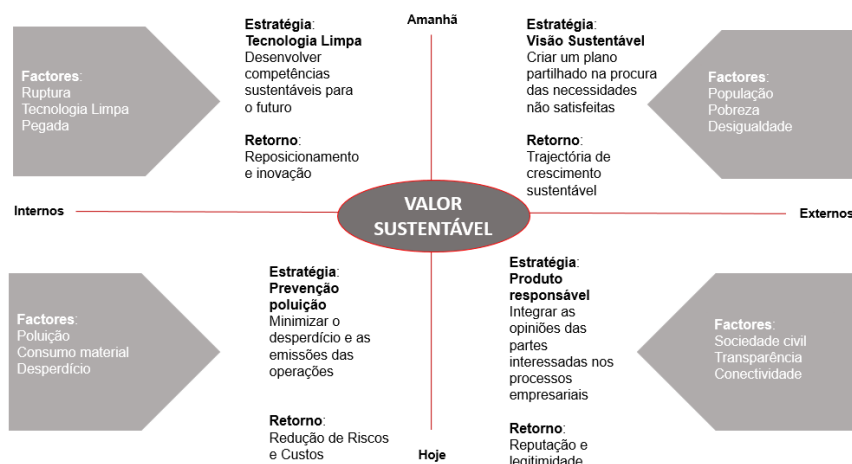 Amanhã
Factores:
Ruptura
Tecnologia Limpa
Pegada
Estratégia:
Tecnologia Limpa
Desenvolver
competências
sustentáveis para
o futuro
Retorno:
Reposicionamento
e inovação
Estratégia:
Visão Sustentável
Criar um plano
partilhado na procura
das necessidades
não satisfeitas
Retorno:
Trajectória de
crescimento
sustentável
Factores:
População
Pobreza
Desigualdade
Internos
VALOR
SUSTENTÁVEL
Externos
Factores:
Poluição
Consumo material
Desperdício
Estratégia:
Prevenção
poluição
Minimizar o
desperdício e as
emissões das
operações
Retorno:
Redução de Riscos
e Custos
Estratégia:
Produto
responsável
Integrar as
opiniões das
partes
interessadas nos
processos
empresariais
Retorno:
Reputação e
legitimidade
Factores:
Sociedade civil
Transparência
Conectividade
Hoje